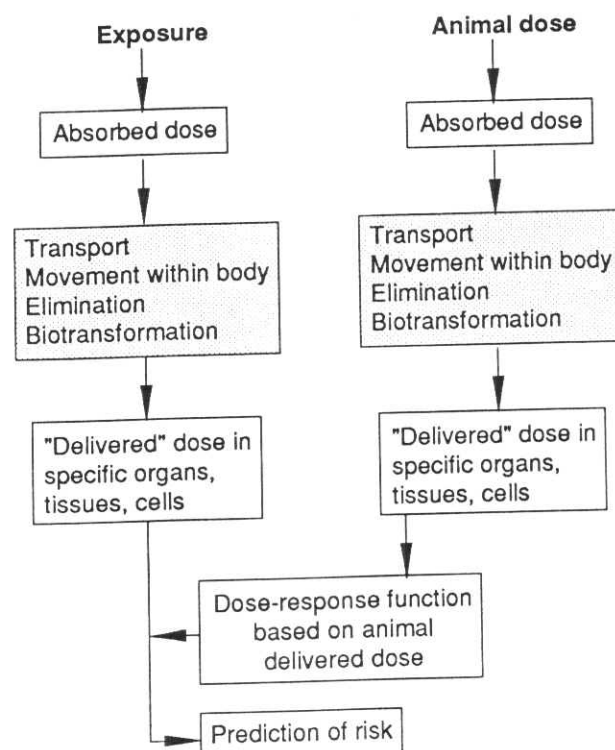 Exposure
Absorbed dose
Transport
Movement within body
Elimination
Biotransformation
"Delivered" dose in
specific organs,
tissues, cells
Animal dose
Absorbed dose
Transport
Movement within body
Elimination
Biotransformation
"Delivered" dose in
specific organs,
tissues, cells
Dose-response function
based on animal
delivered dose
Prediction of risk